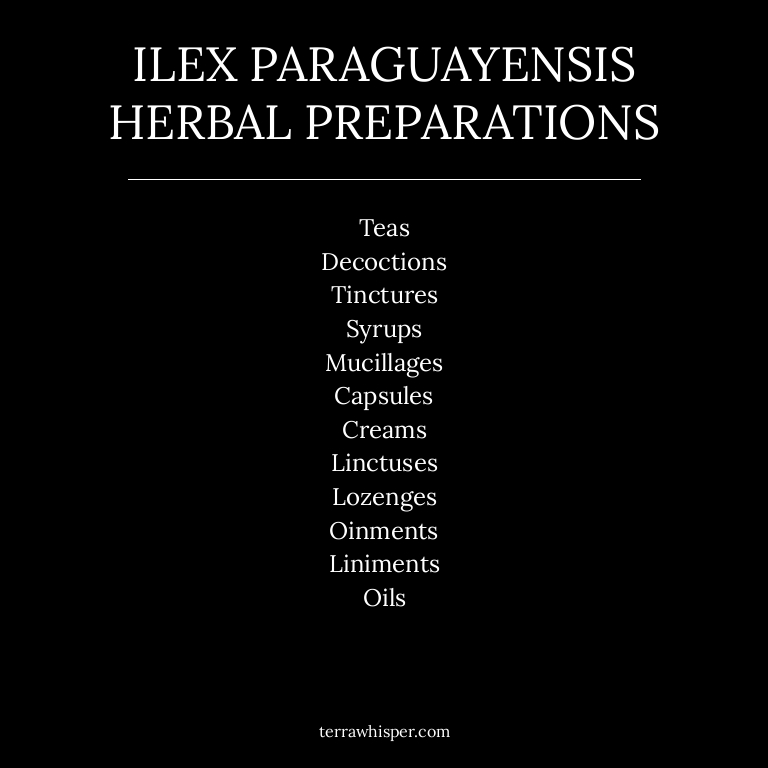 ILEX PARAGUAYENSIS
HERBAL PREPARATIONS
Teas
Decoctions
Tinctures
Syrups
Mucillages
Capsules
Creams
Linctuses
Lozenges
Oinments
Liniments
Oils
terrawhisper.com